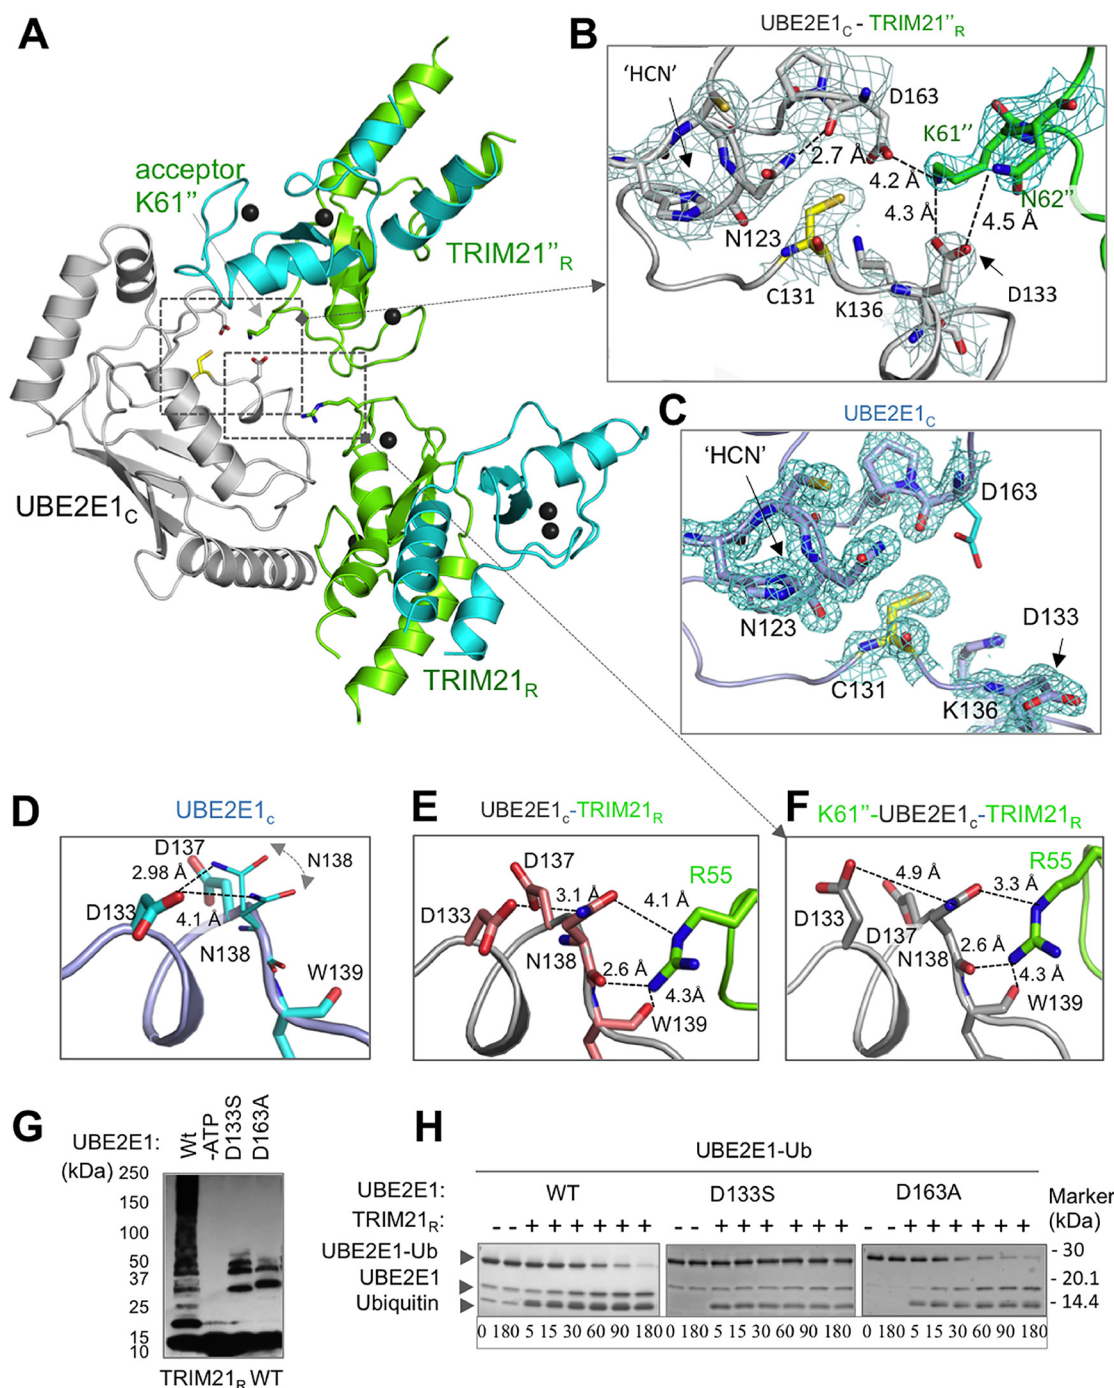 A
acceptor
K61''
TRIM21''R
UBE2E1C
TRIM21R
B
UBE2E1C - TRIM21''R
'HCN'
D163
K61''
2.7 Å
4.2 Å
4.3 Å
4.5 Å
N62''
N123
C131
K136
D133
C
UBE2E1C
'HCN'
D163
N123
D133
C131
K136
D
UBE2E1C
D137
N138
2.98 Å
D133
4.1 Å
N138
W139
E
UBE2E1C-TRIM21R
D137
R55
3.1 Å
4.1 Å
D133
N138
2.6 Å
4.3Å
W139
F
K61''-UBE2E1C-TRIM21R
R55
4.9 Å
3.3 Å
D133
D137
2.6 Å
N138
4.3 Å
W139
G
UBE2E1: Wt -ATP D133S D163A
(kDa)
250
150
100
50
37
25
15
10
TRIM21R WT
H
UBE2E1-Ub
UBE2E1: WT D133S D163A Marker
TRIM21R: - - + + + + + + - - + + + + + + - - + + + + + + (kDa)
UBE2E1-Ub - 30
UBE2E1 - 20.1
Ubiquitin - 14.4
0 180 5 15 30 60 90 180 0 180 5 15 30 60 90 180 0 180 5 15 30 60 90 180